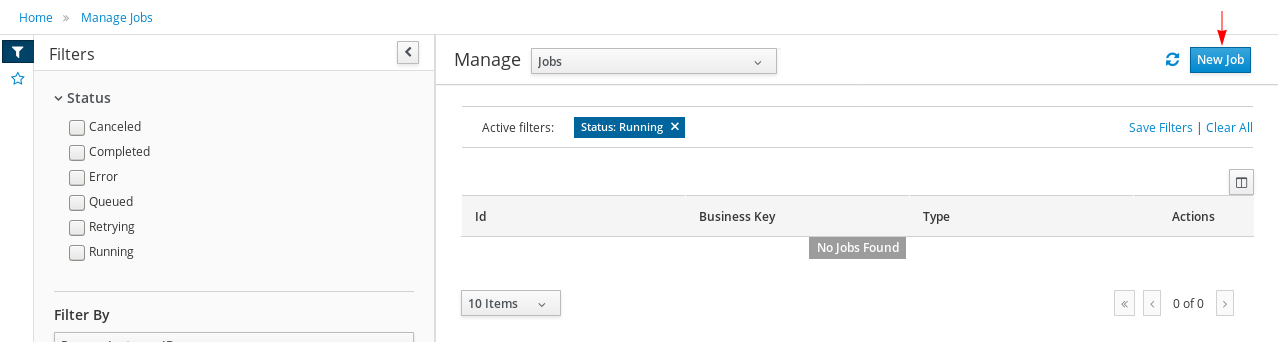 Home » Manage Jobs
Filters
Status
Canceled
Completed
Error
Queued
Retrying
Running
Filter By
Manage Jobs
New Job
Active filters: Status: Running ✕ Save Filters | Clear All
Id Business Key Type Actions
No Jobs Found
10 Items
« ‹ 0 of 0 ›